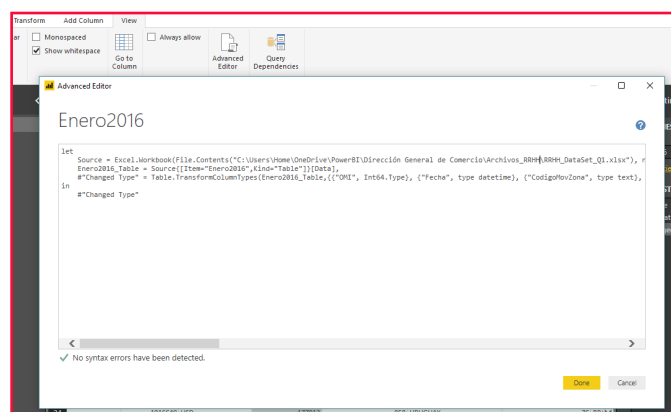 Transform Add Column View
ar Monospaced Always allow
Show whitespace
Go to Column
Advanced Editor
Query Dependencies
Advanced Editor
Enero2016
let
Source = Excel.Workbook(File.Contents("C:\Users\Home\OneDrive\PowerBI\Dirección General de Comercio\Archivos_RRHH\RRHH_DataSet_Q1.xlsx"), n
Enero2016_Table = Source{[Item="Enero2016",Kind="Table"]}[Data],
#"Changed Type" = Table.TransformColumnTypes(Enero2016_Table,{{"OMI", Int64.Type}, {"Fecha", type datetime}, {"CodigoMovZona", type text},
in
#"Changed Type"
No syntax errors have been detected.
Done Cancel